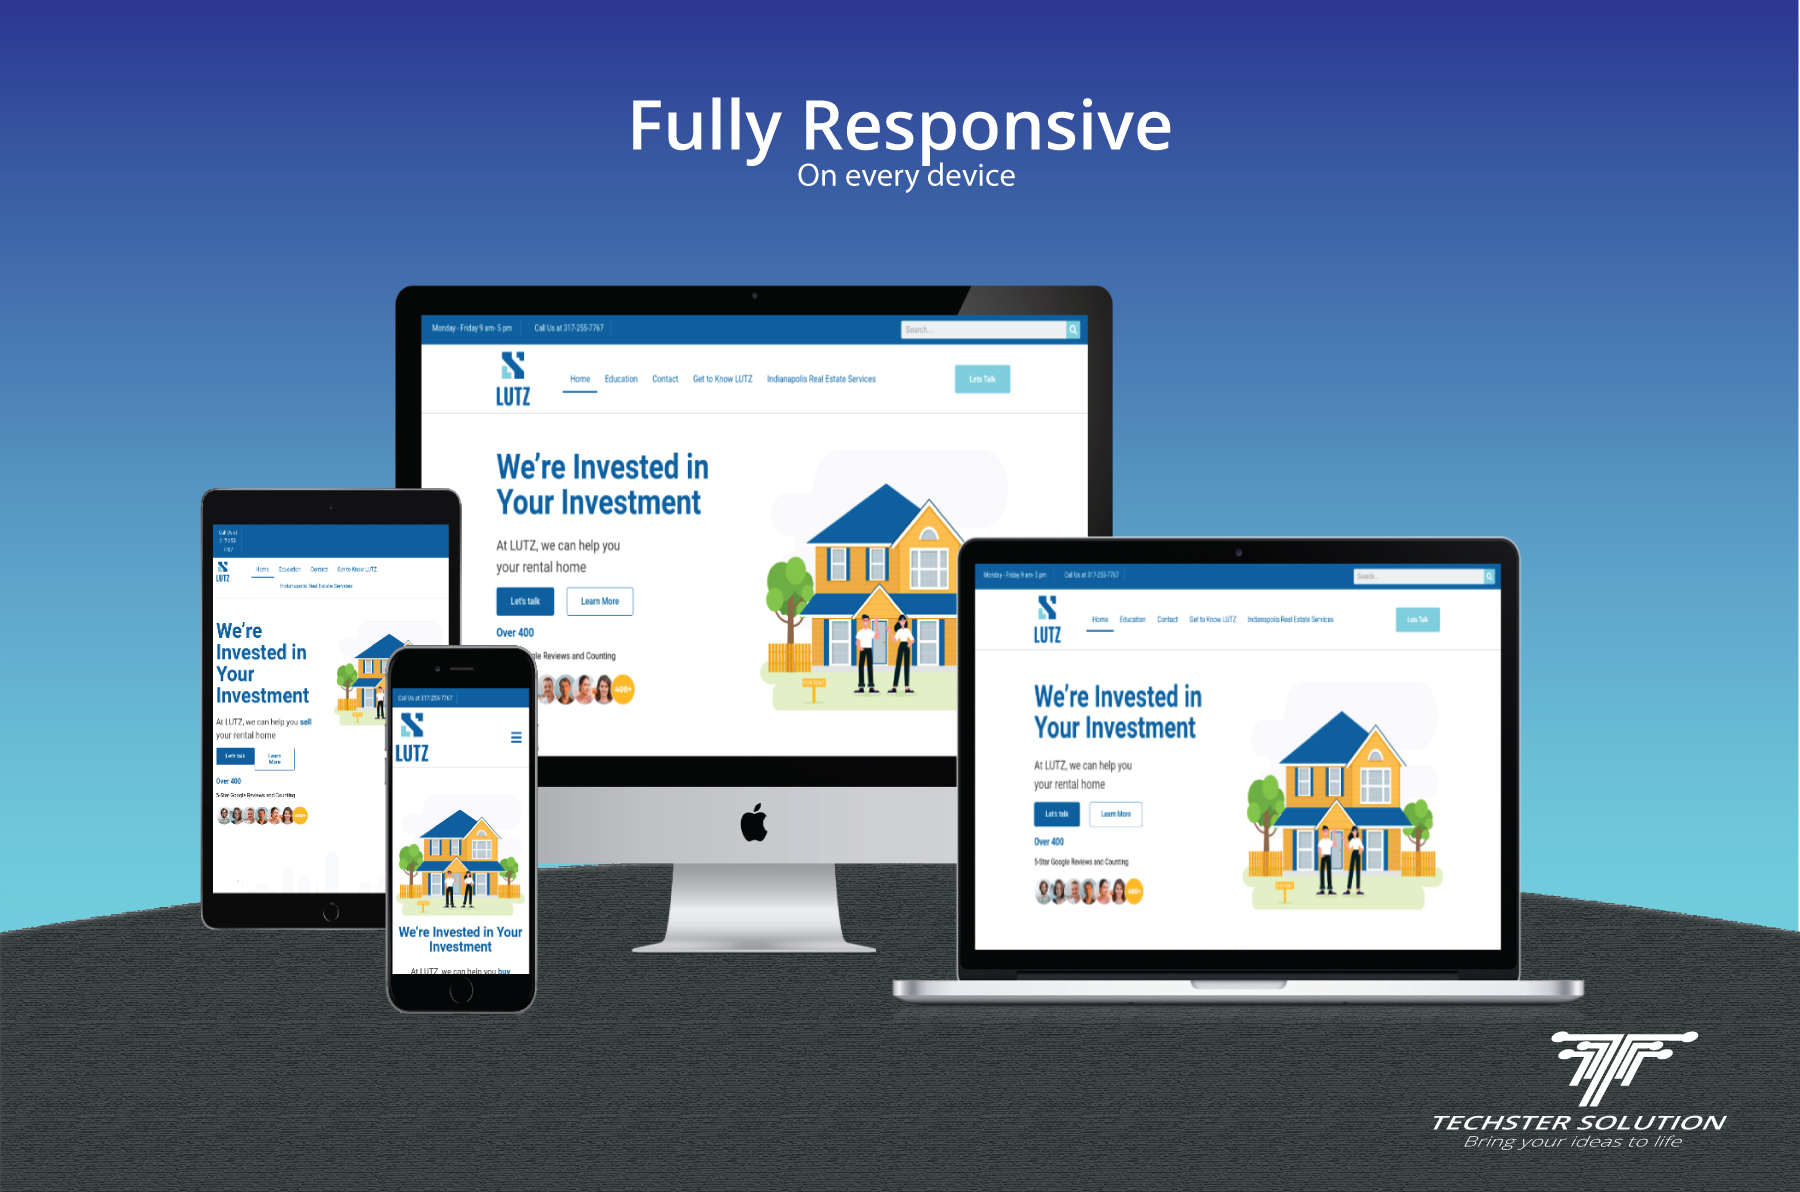 Fully Responsive
On every device
Monday - Friday 9 am- 5 pm
Call Us at 317-255-7767
Search...
LUTZ
Home
Education
Contact
Get to Know LUTZ
Indianapolis Real Estate Services
Lets Talk
We're Invested in
Your Investment
At LUTZ, we can help you
your rental home
Let's talk
Learn More
Over 400
gle Reviews and Counting
400+
FOR RENT
Call Us at
317-255-
7767
LUTZ
Home
Education
Contact
Get to Know LUTZ
Indianapolis Real Estate Services
We're
Invested in
Your
Investment
At LUTZ, we can help you sell
your rental home
Let's talk
Learn
More
Over 400
5-Star Google Reviews and Counting
400+
Call Us at 317-255-7767
LUTZ
We're Invested in Your
Investment
At LUTZ, we can help you buy
Monday - Friday 9 am- 5 pm
Call Us at 317-255-7767
Search...
LUTZ
Home
Education
Contact
Get to Know LUTZ
Indianapolis Real Estate Services
Lets Talk
We're Invested in
Your Investment
At LUTZ, we can help you
your rental home
Let's talk
Learn More
Over 400
5-Star Google Reviews and Counting
400+
TECHSTER SOLUTION
Bring your ideas to life